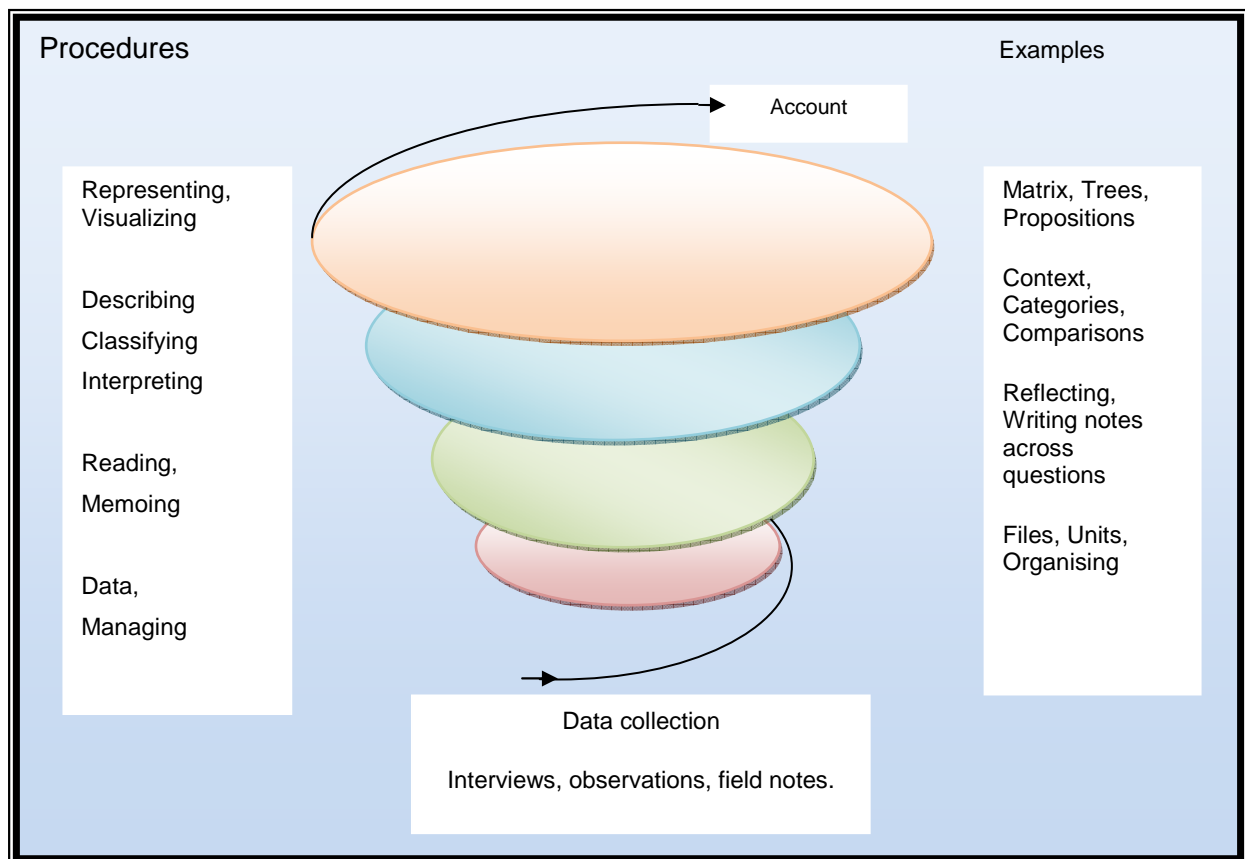 Procedures
Examples
Account
Representing,
Visualizing
Describing
Classifying
Interpreting
Reading,
Memoing
Data,
Managing
Matrix, Trees,
Propositions
Context,
Categories,
Comparisons
Reflecting,
Writing notes
across
questions
Files, Units,
Organising
Data collection
Interviews, observations, field notes.